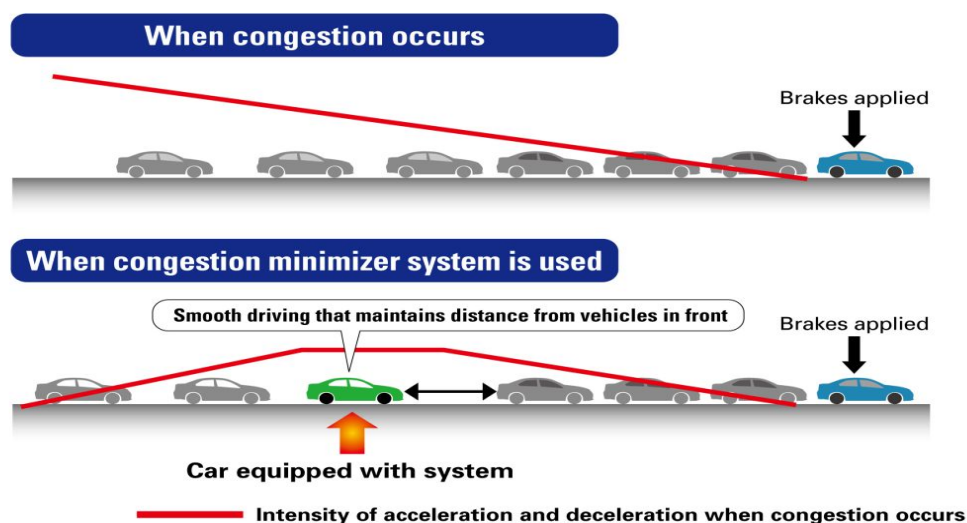 When congestion occurs
Brakes applied
When congestion minimizer system is used
Smooth driving that maintains distance from vehicles in front
Brakes applied
Car equipped with system
Intensity of acceleration and deceleration when congestion occurs